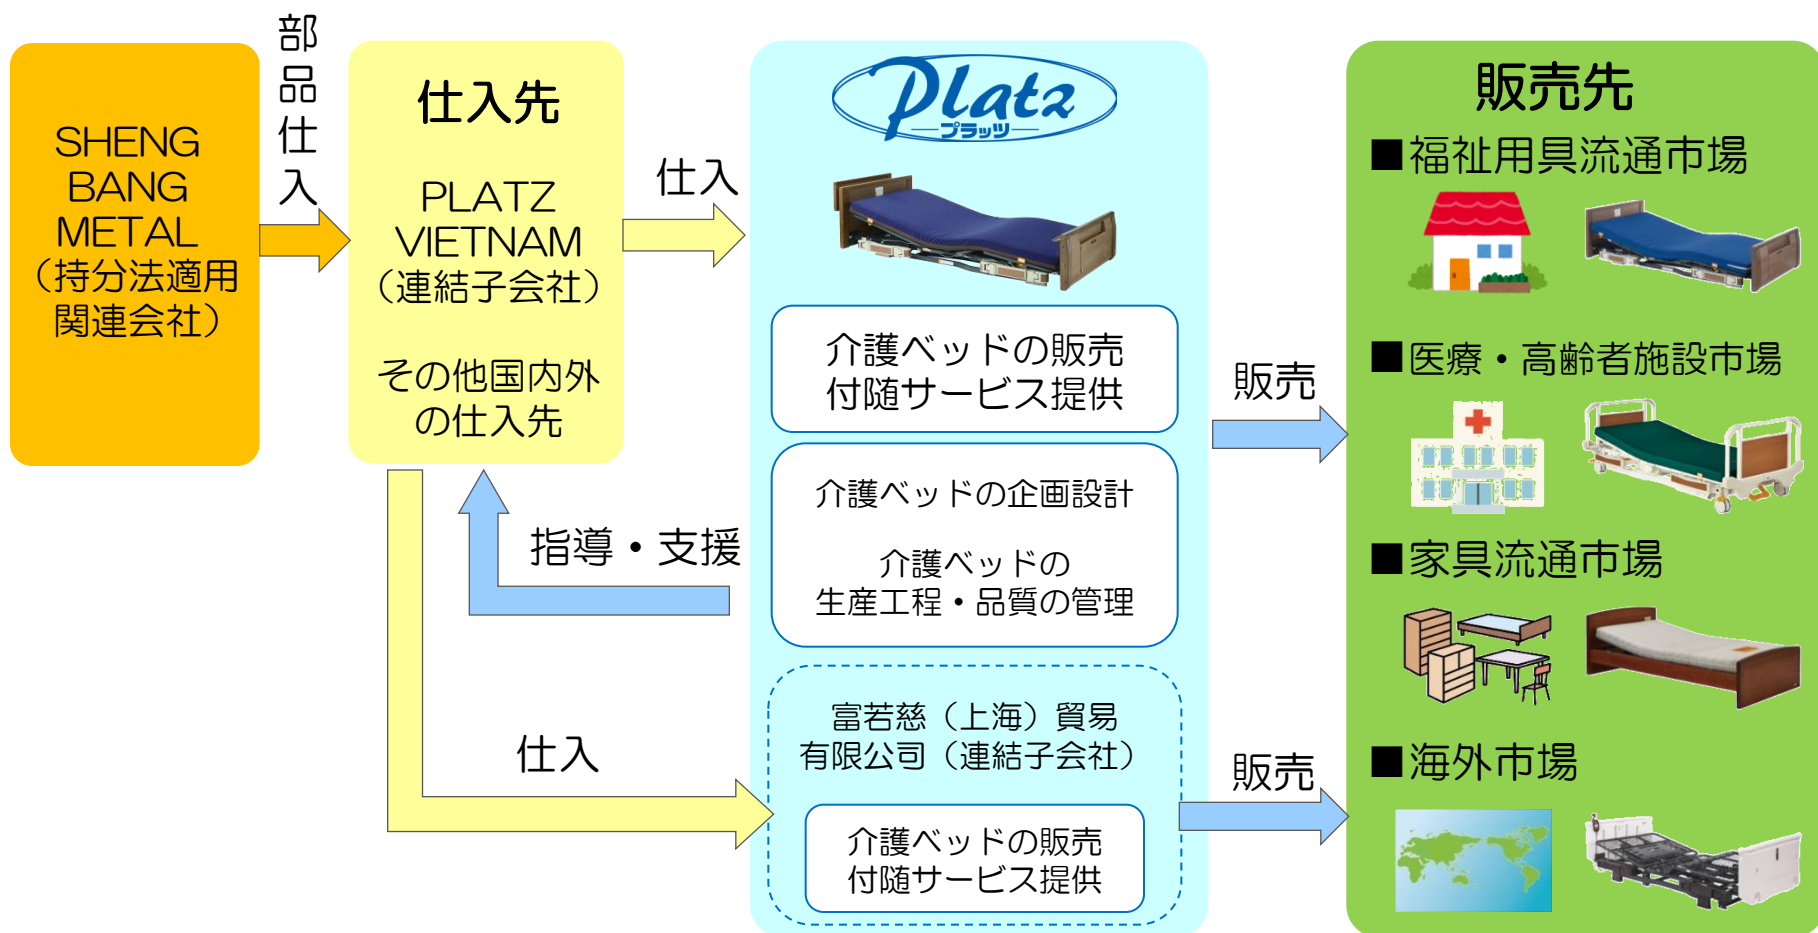 SHENG
BANG
METAL
（持分法適用
関連会社）
部品仕入
仕入先
PLATZ
VIETNAM
（連結子会社）
その他国内外
の仕入先
仕入
指導・支援
仕入
Platz
プラッツ
介護ベッドの販売
付随サービス提供
介護ベッドの企画設計
介護ベッドの
生産工程・品質の管理
富若慈（上海）貿易
有限公司（連結子会社）
介護ベッドの販売
付随サービス提供
販売
販売
販売先
■福祉用具流通市場
■医療・高齢者施設市場
■家具流通市場
■海外市場